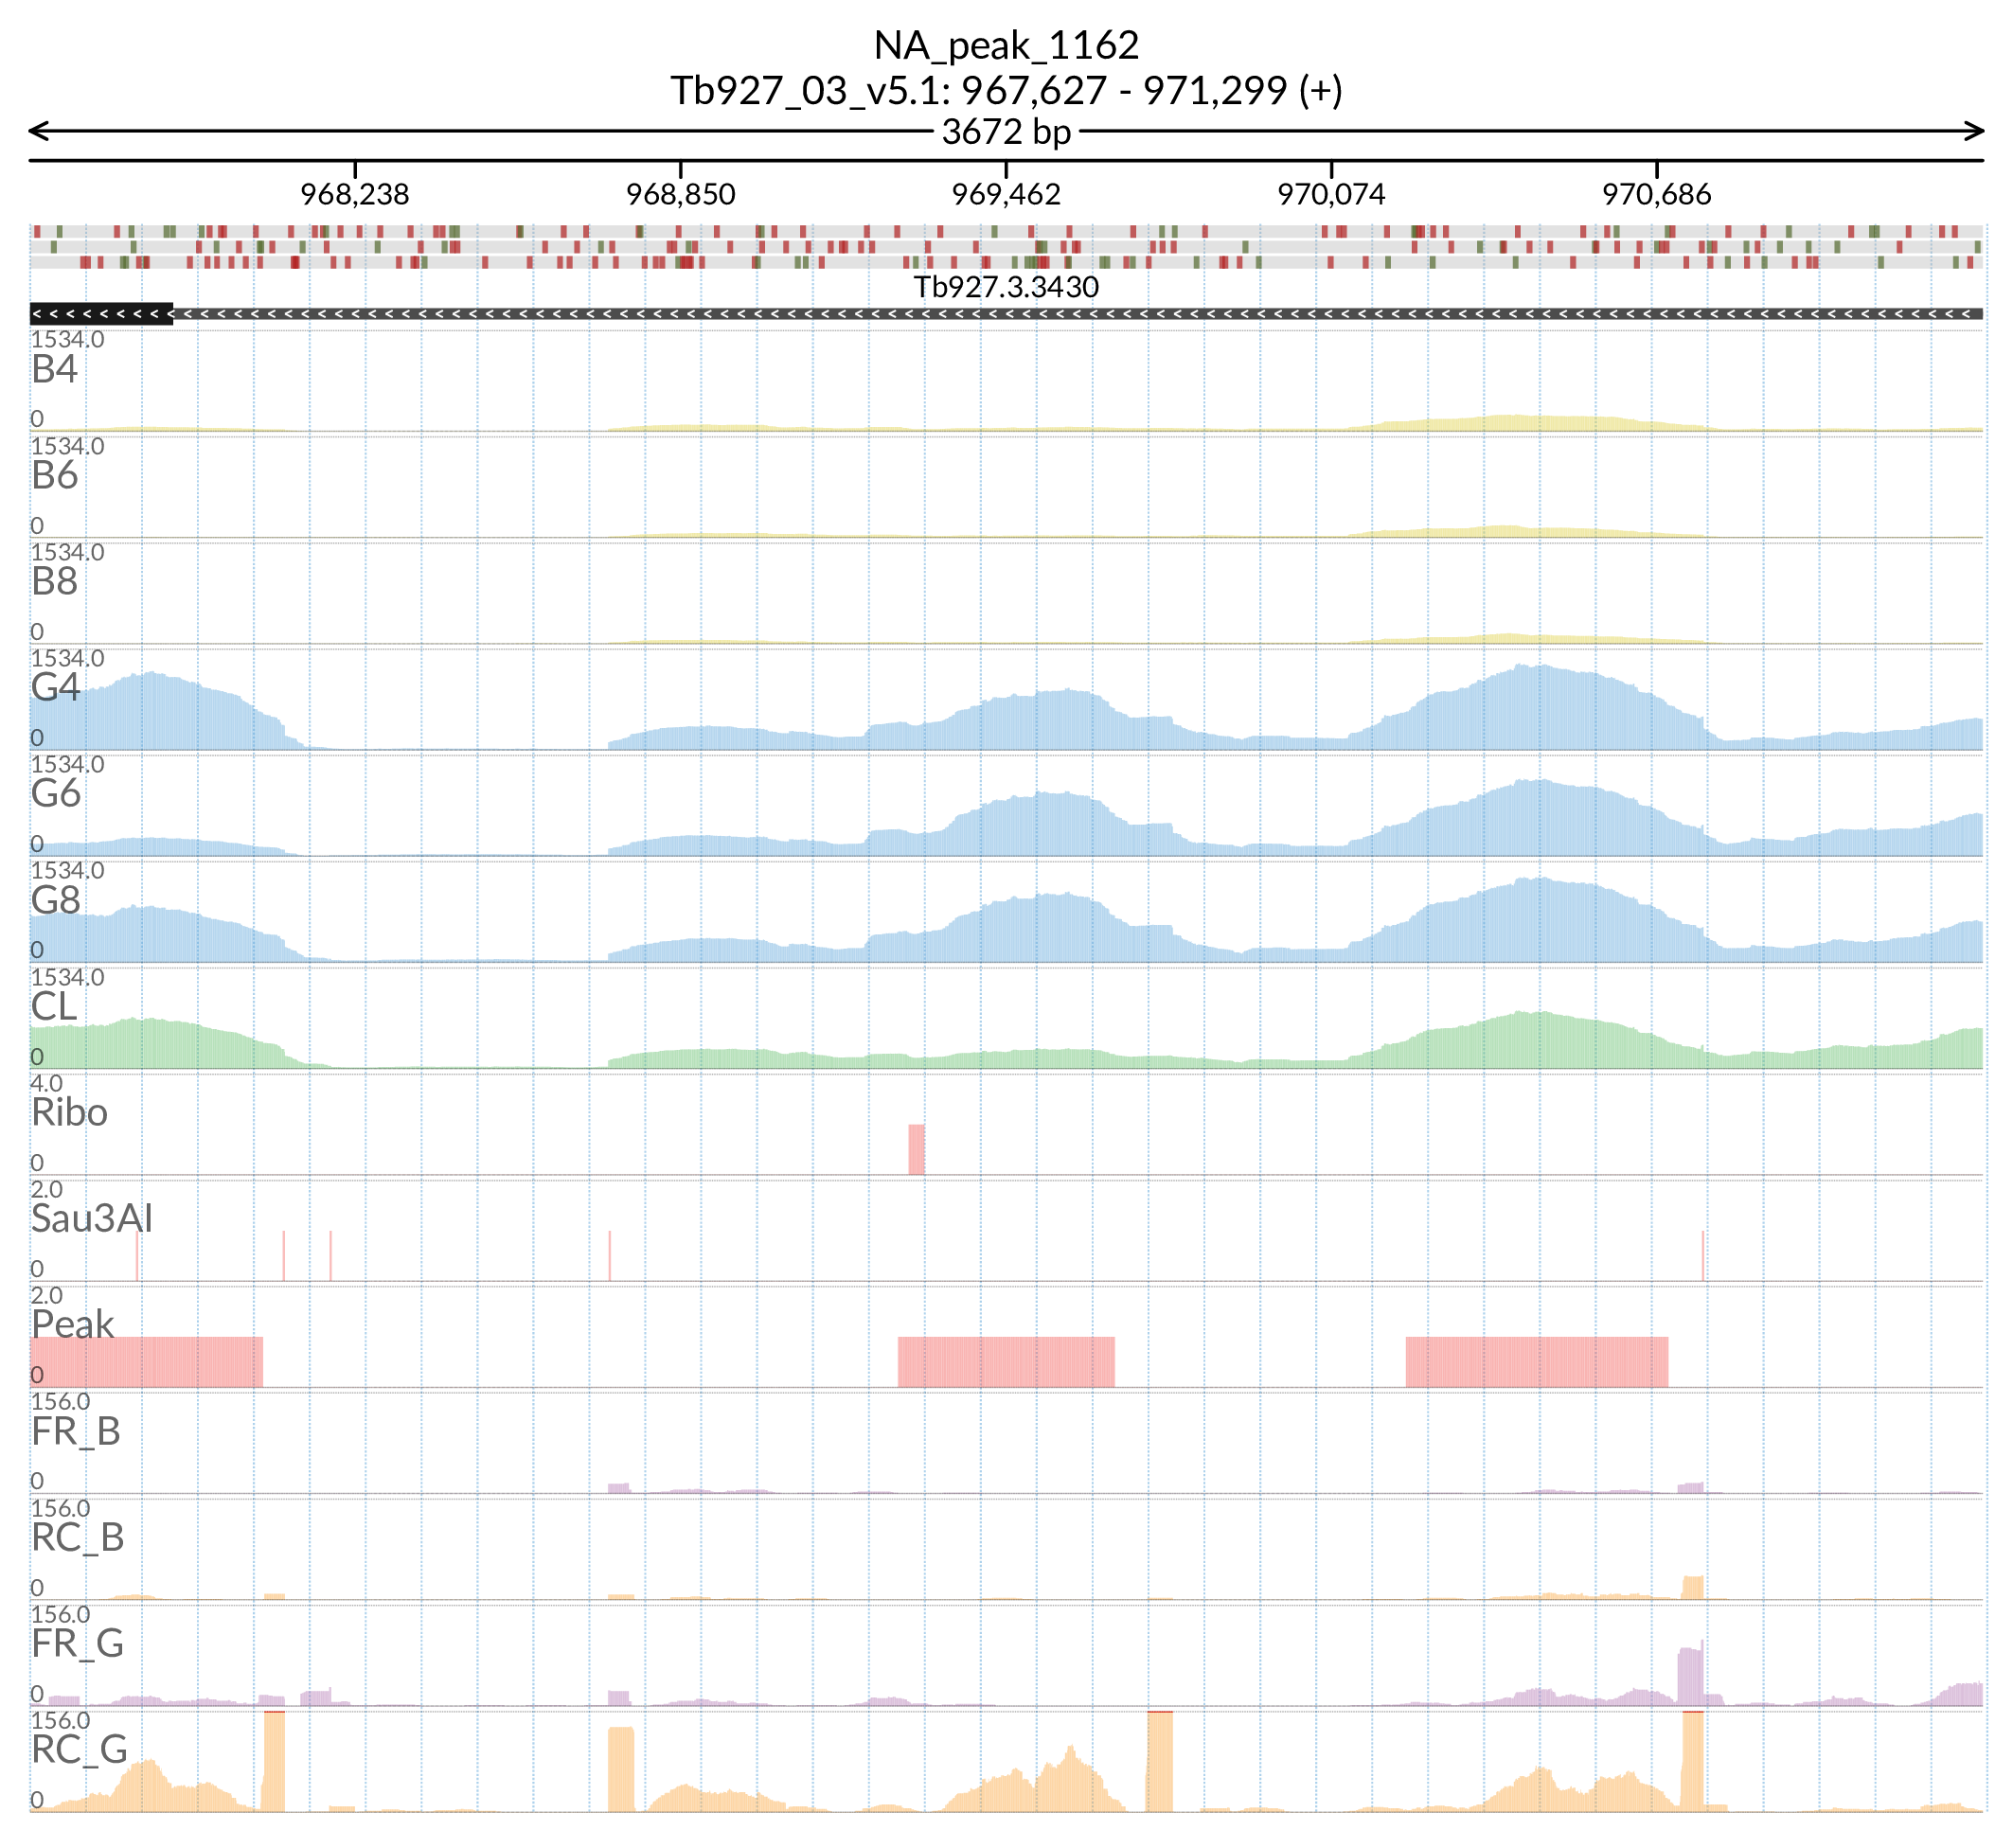 NA_peak_1162
Tb927_03_v5.1: 967,627 - 971,299 (+)
3672 bp
968,238 968,850 969,462 970,074 970,686
Tb927.3.3430
1534.0
B4
0
1534.0
B6
0
1534.0
B8
0
1534.0
G4
0
1534.0
G6
0
1534.0
G8
0
1534.0
CL
0
4.0
Ribo
0
2.0
Sau3AI
0
2.0
Peak
0
156.0
FR_B
0
156.0
RC_B
0
156.0
FR_G
0
156.0
RC_G
0